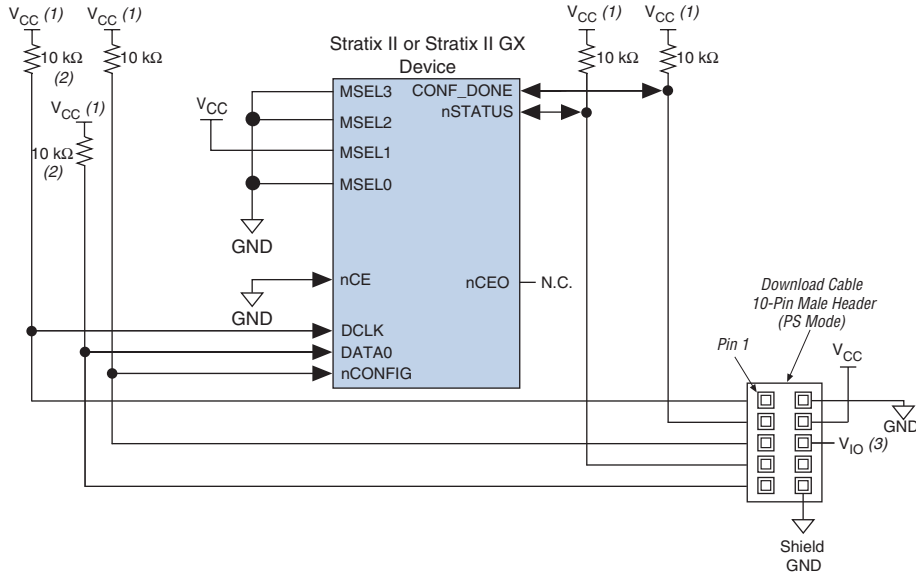 VCC (1)
VCC (1)
VCC (1)
VCC (1)
10 kΩ
(2)
10 kΩ
10 kΩ
10 kΩ
VCC (1)
10 kΩ
(2)
Stratix II or Stratix II GX
Device
VCC
MSEL3
MSEL2
MSEL1
MSEL0
CONF_DONE
nSTATUS
GND
nCE
GND
nCEO
N.C.
DCLK
DATA0
nCONFIG
Download Cable
10-Pin Male Header
(PS Mode)
Pin 1
VCC
GND
VIO (3)
Shield
GND